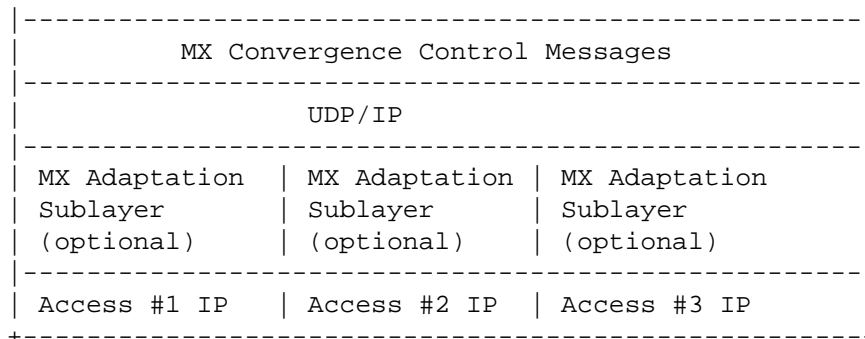 |-----------------------------------------------------
|          MX Convergence Control Messages
|-----------------------------------------------------
|                  UDP/IP
|-----------------------------------------------------
| MX Adaptation  | MX Adaptation | MX Adaptation
| Sublayer       | Sublayer      | Sublayer
| (optional)     | (optional)    | (optional)
|-----------------------------------------------------
| Access #1 IP   | Access #2 IP  | Access #3 IP
+-----------------------------------------------------